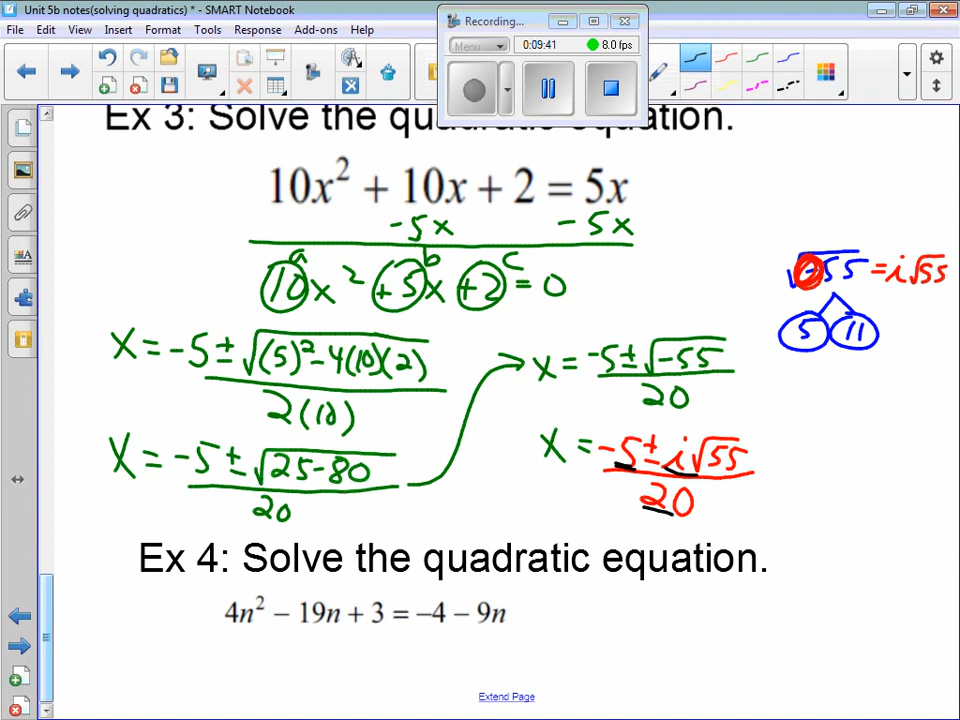 Unit 5b notes(solving quadratics) * - SMART Notebook
Recording...
File Edit View Insert Format Tools Response Add-ons Help
Menu 0:09:41 8.0 fps
Ex 3: Solve the quadratic equation.
10x² + 10x + 2 = 5x
-5x -5x
a b c
10x² +5x +2 = 0
√-55 = i√55
5 11
x = -5 ± √(5)²-4(10)(2)
2(10)
x = -5 ± √-55
20
x = -5 ± √25-80
20
x = -5 ± i√55
20
Ex 4: Solve the quadratic equation.
4n² − 19n + 3 = −4 − 9n
Extend Page